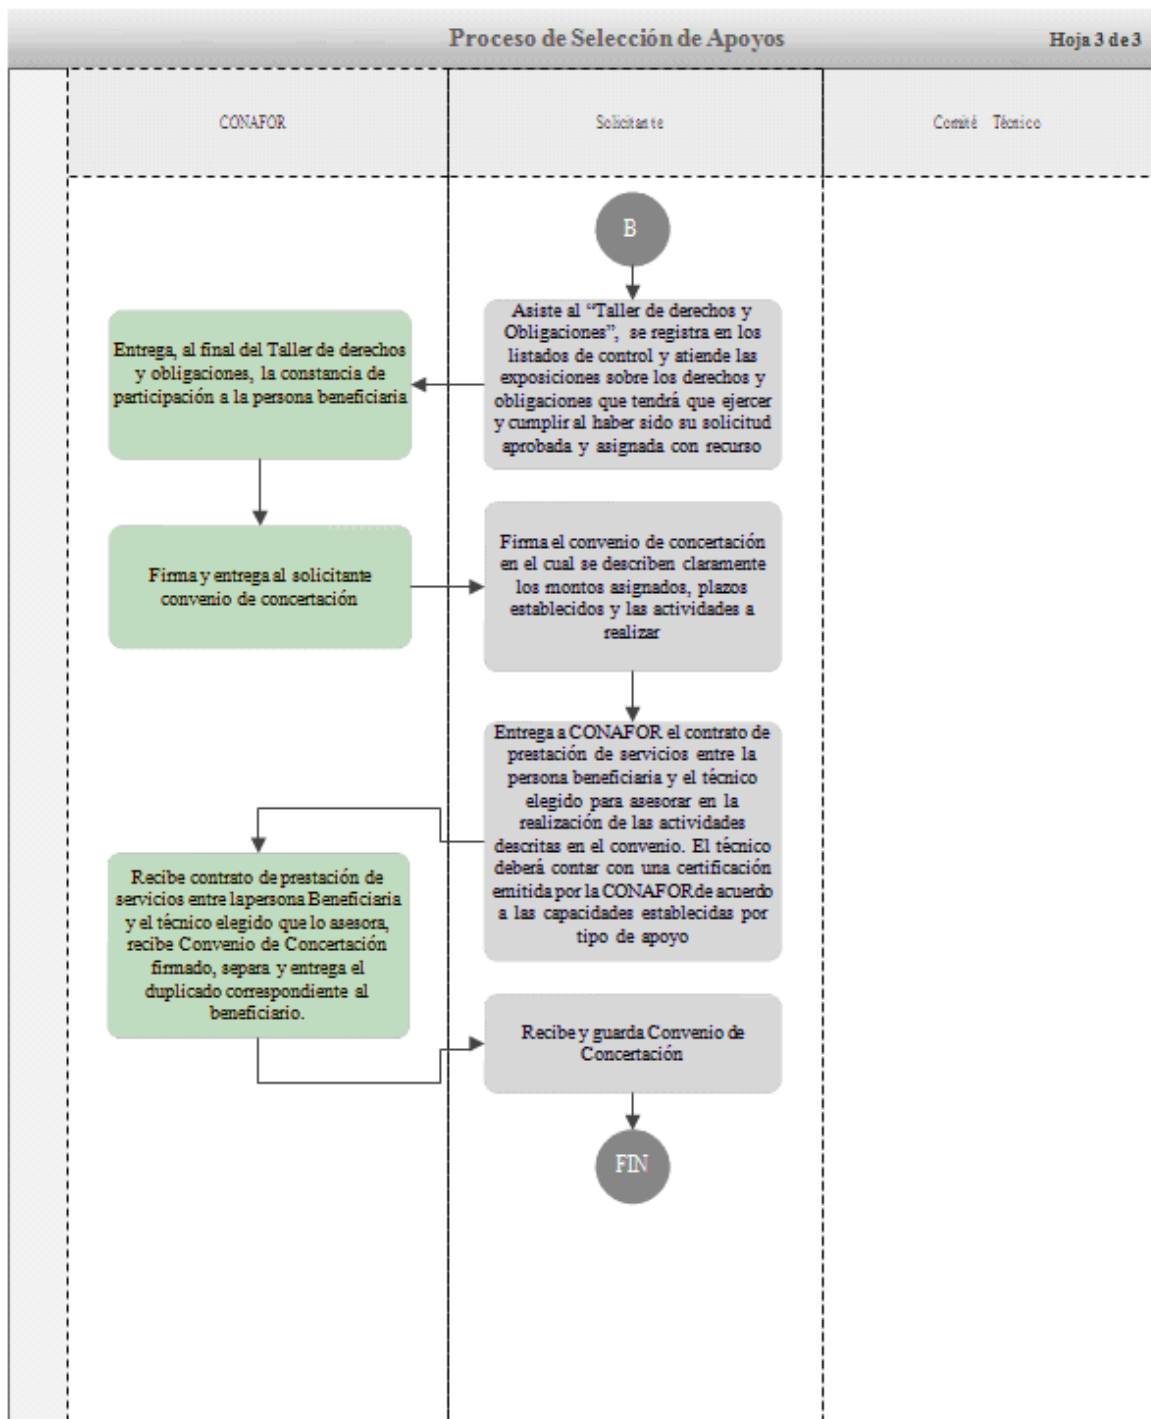 Proceso de Selección de Apoyos
Hoja 3 de 3
CONAFOR
Solicitante
Comité Técnico
B
Asiste al “Taller de derechos y
Obligaciones”, se registra en los
listados de control y atiende las
exposiciones sobre los derechos y
obligaciones que tendrá que ejercer
y cumplir al haber sido su solicitud
aprobada y asignada con recurso
Entrega, al final del Taller de derechos
y obligaciones, la constancia de
participación a la persona beneficiaria
Firma y entrega al solicitante
convenio de concertación
Firma el convenio de concertación
en el cual se describen claramente
los montos asignados, plazos
establecidos y las actividades a
realizar
Entrega a CONAFOR el contrato de
prestación de servicios entre la
persona beneficiaria y el técnico
elegido para asesorar en la
realización de las actividades
descritas en el convenio. El técnico
deberá contar con una certificación
emitida por la CONAFOR de acuerdo
a las capacidades establecidas por
tipo de apoyo
Recibe contrato de prestación de
servicios entre la persona Beneficiaria
y el técnico elegido que lo asesora,
recibe Convenio de Concertación
firmado, separa y entrega el
duplicado correspondiente al
beneficiario.
Recibe y guarda Convenio de
Concertación
FIN